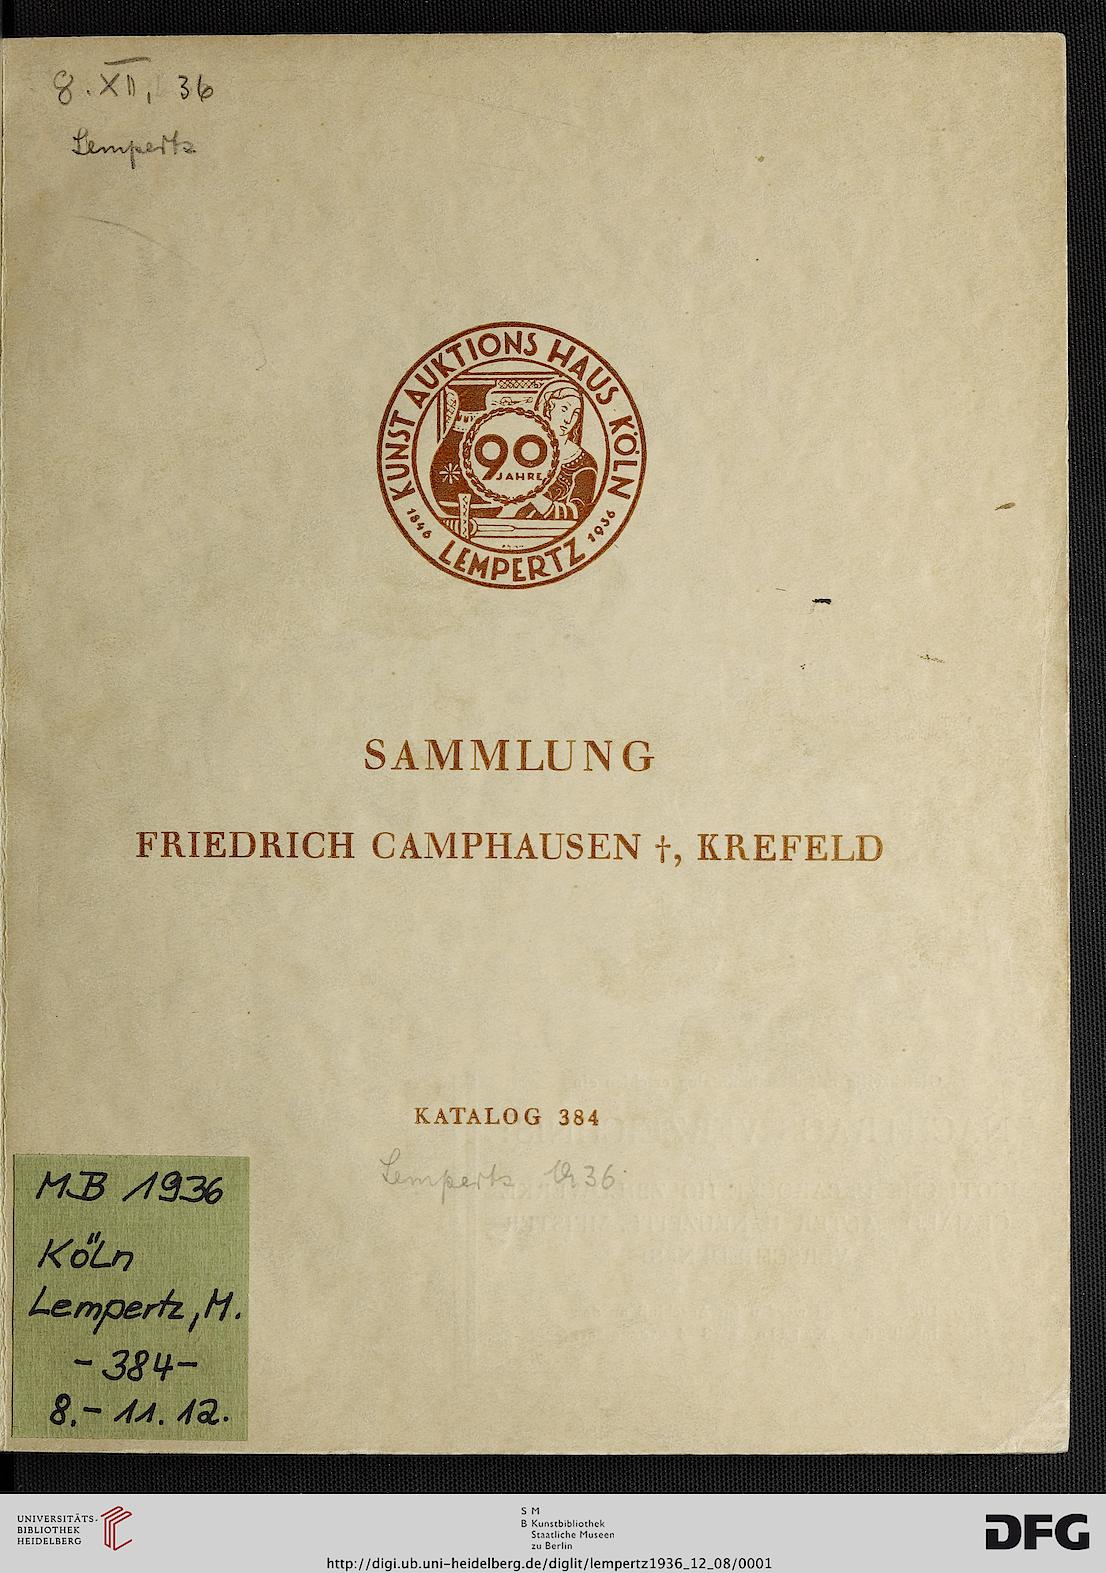 8. XII, 36
Lempertz
KUNST AUKTIONS HAUS KÖLN
90
JAHRE
1846 1936
LEMPERTZ
SAMMLUNG
FRIEDRICH CAMPHAUSEN †, KREFELD
KATALOG 384
Lempertz 36
MB 1936
Köln
Lempertz, M.
- 384 -
8. - 11. 12.
UNIVERSITÄTS-
BIBLIOTHEK
HEIDELBERG
S M
B Kunstbibliothek
Staatliche Museen
zu Berlin
DFG
http://digi.ub.uni-heidelberg.de/diglit/lempertz1936_12_08/0001